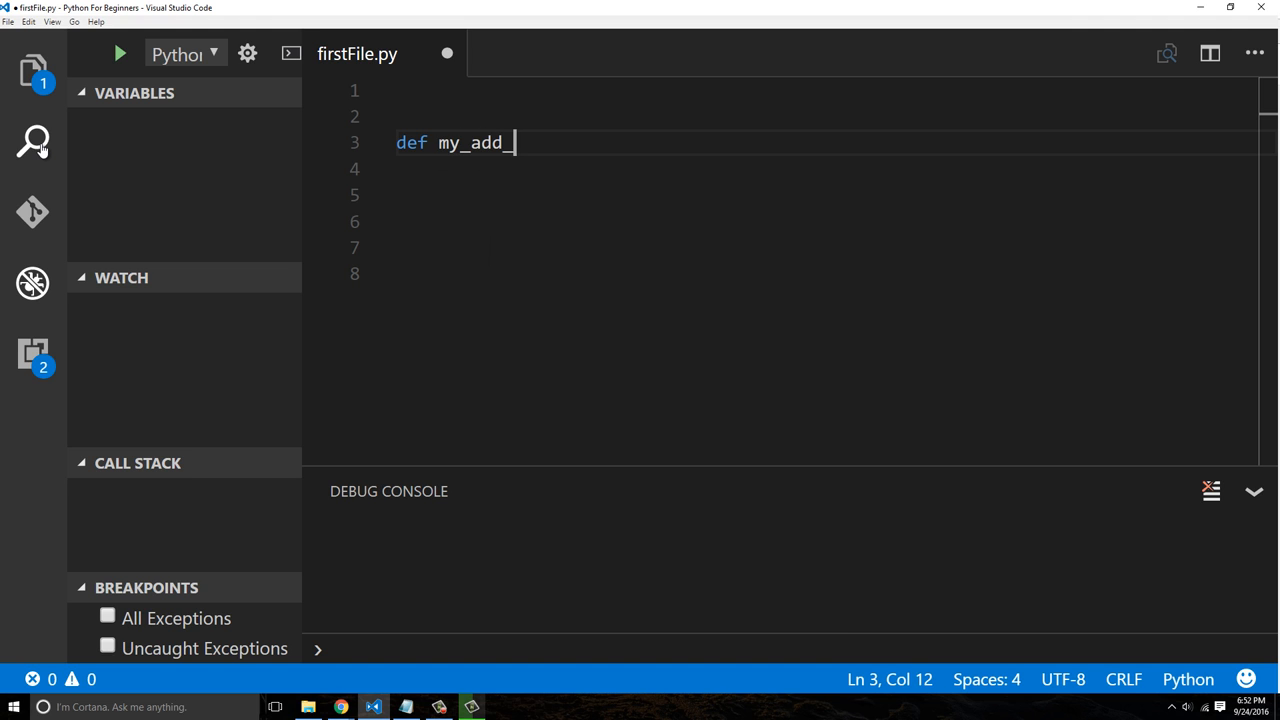 firstFile.py - Python For Beginners - Visual Studio Code
File Edit View Go Help
1
2
VARIABLES
WATCH
CALL STACK
BREAKPOINTS
All Exceptions
Uncaught Exceptions
firstFile.py
1
2
3 def my_add_
4
5
6
7
8
DEBUG CONSOLE
0 0
Ln 3, Col 12 Spaces: 4 UTF-8 CRLF Python
I'm Cortana. Ask me anything.
6:52 PM
9/24/2016